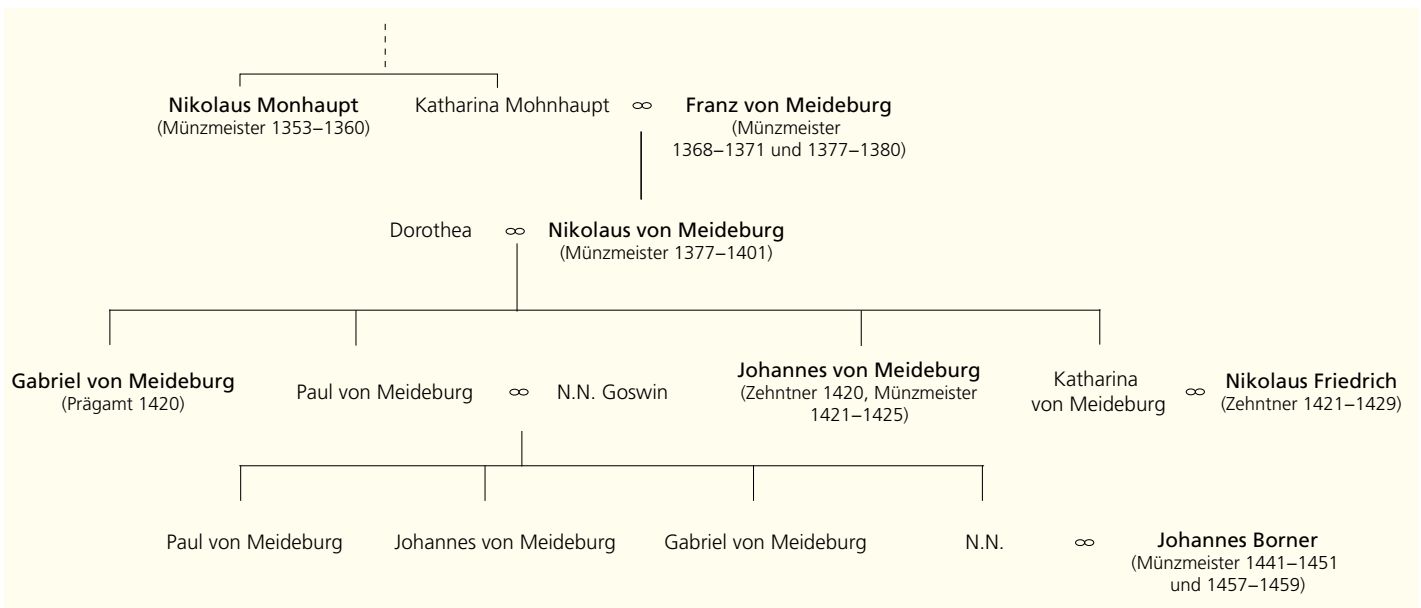 Nikolaus Monhaupt
(Münzmeister 1353–1360)
Katharina Mohnhaupt ∞ Franz von Meideburg
(Münzmeister
1368–1371 und 1377–1380)
Dorothea ∞ Nikolaus von Meideburg
(Münzmeister 1377–1401)
Gabriel von Meideburg
(Prägamt 1420)
Paul von Meideburg ∞ N.N. Goswin
Johannes von Meideburg
(Zehntner 1420, Münzmeister
1421–1425)
Katharina
von Meideburg ∞
Nikolaus Friedrich
(Zehntner 1421–1429)
Paul von Meideburg
Johannes von Meideburg
Gabriel von Meideburg
N.N. ∞
Johannes Borner
(Münzmeister 1441–1451
und 1457–1459)